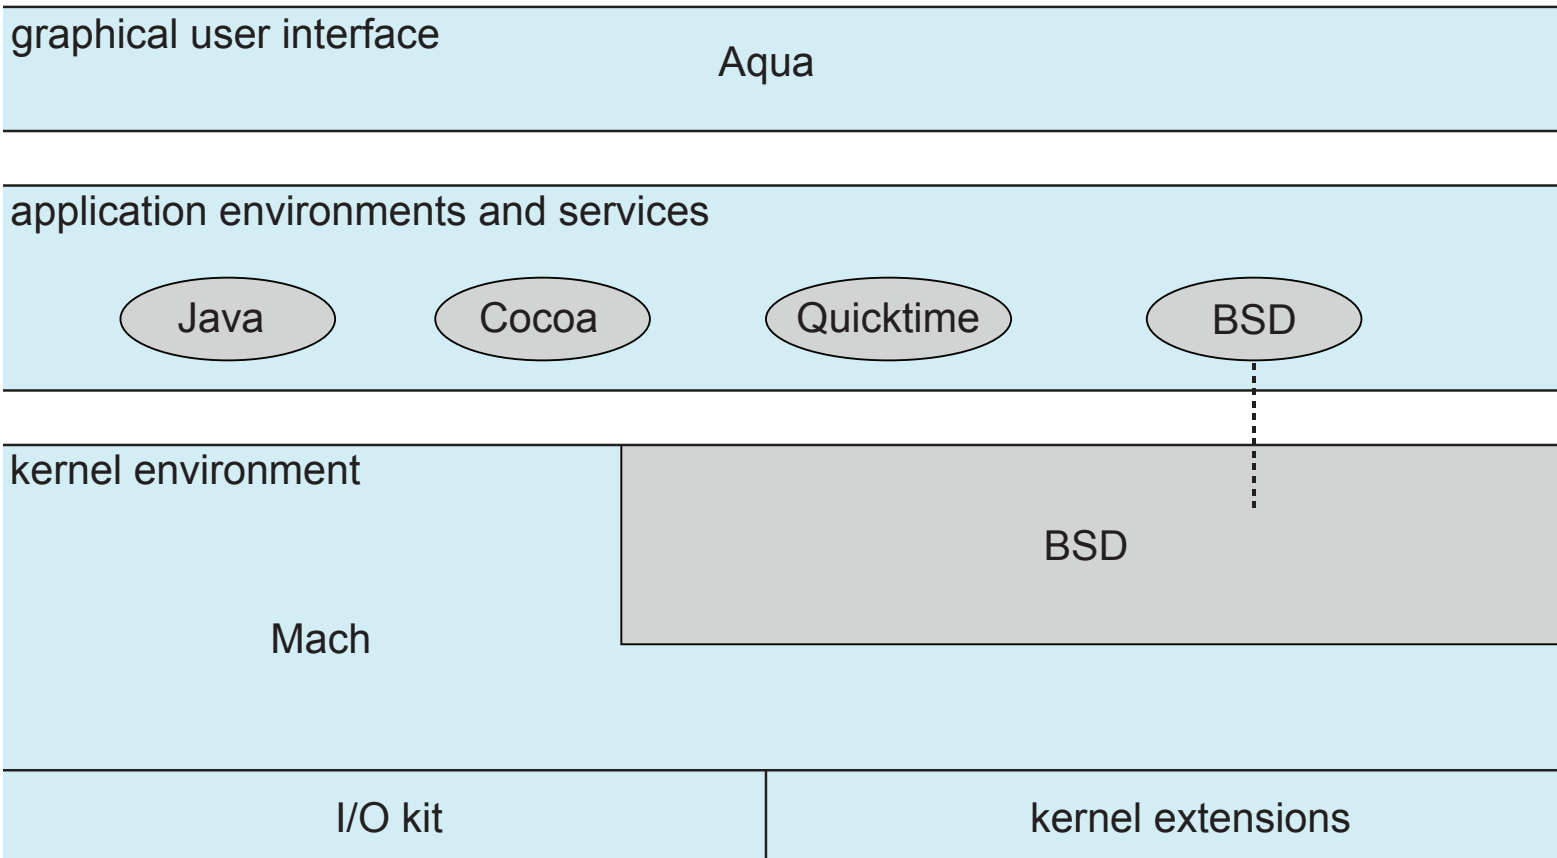 graphical user interface
Aqua
application environments and services
Java
Cocoa
Quicktime
BSD
kernel environment
BSD
Mach
I/O kit
kernel extensions